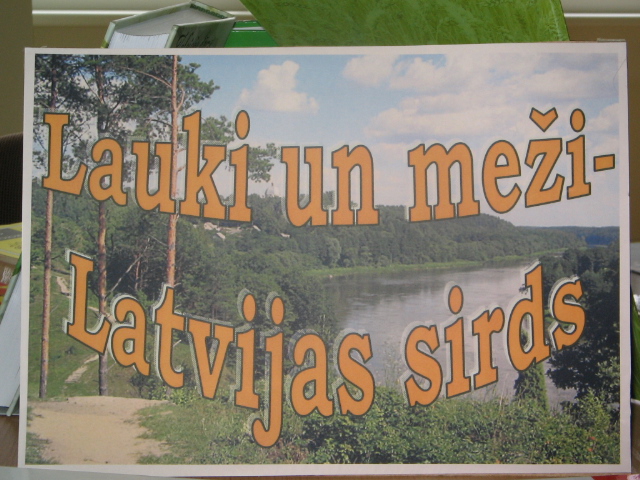 Lauki un meži-
Latvijas sirds